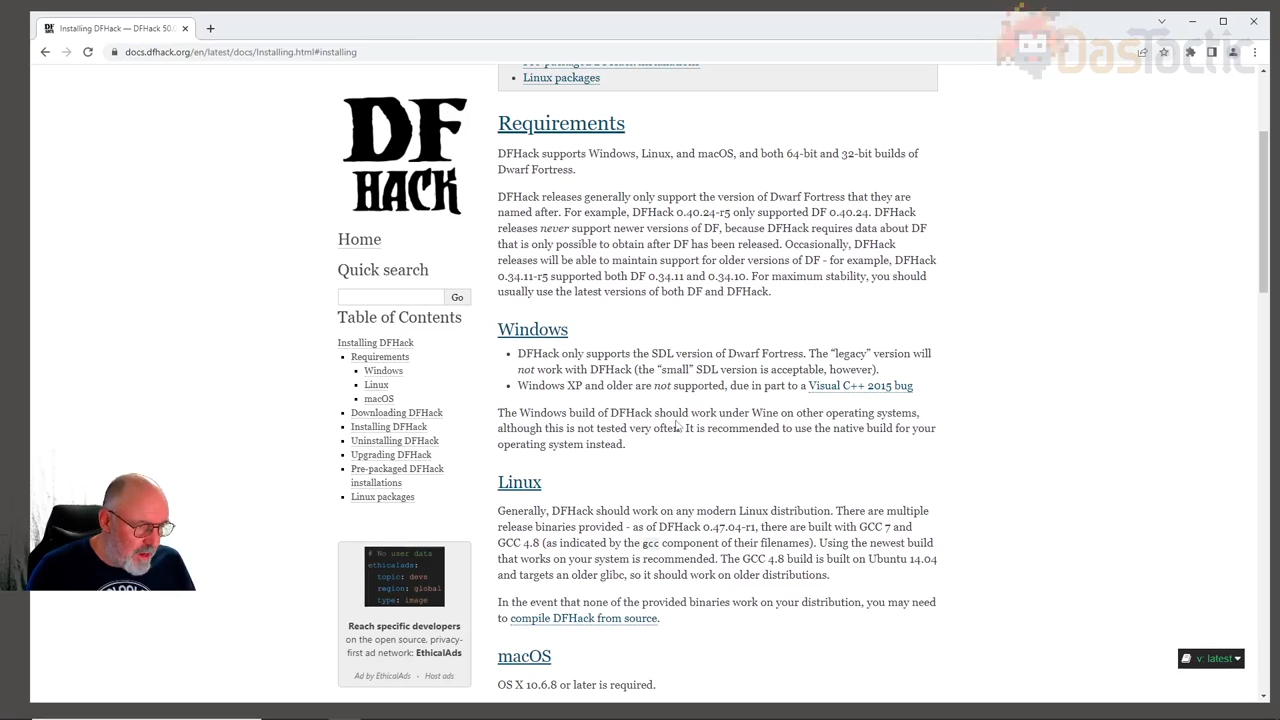 Installing DFHack — DFHack 50.0
DasTactic
docs.dfhack.org/en/latest/docs/Installing.html#installing
Pre-packaged DFHack installations
Linux packages
DF
HACK
Home
Quick search
Go
Table of Contents
Installing DFHack
Requirements
Windows
Linux
macOS
Downloading DFHack
Installing DFHack
Uninstalling DFHack
Upgrading DFHack
Pre-packaged DFHack
installations
Linux packages
# No user data
ethicalads:
topic: devs
region: global
type: image
Reach specific developers
on the open source, privacy-
first ad network: EthicalAds
Ad by EthicalAds · Host ads
Requirements
DFHack supports Windows, Linux, and macOS, and both 64-bit and 32-bit builds of
Dwarf Fortress.
DFHack releases generally only support the version of Dwarf Fortress that they are
named after. For example, DFHack 0.40.24-r5 only supported DF 0.40.24. DFHack
releases never support newer versions of DF, because DFHack requires data about DF
that is only possible to obtain after DF has been released. Occasionally, DFHack
releases will be able to maintain support for older versions of DF - for example, DFHack
0.34.11-r5 supported both DF 0.34.11 and 0.34.10. For maximum stability, you should
usually use the latest versions of both DF and DFHack.
Windows
DFHack only supports the SDL version of Dwarf Fortress. The “legacy” version will
not work with DFHack (the “small” SDL version is acceptable, however).
Windows XP and older are not supported, due in part to a Visual C++ 2015 bug
The Windows build of DFHack should work under Wine on other operating systems,
although this is not tested very often. It is recommended to use the native build for your
operating system instead.
Linux
Generally, DFHack should work on any modern Linux distribution. There are multiple
release binaries provided - as of DFHack 0.47.04-r1, there are built with GCC 7 and
GCC 4.8 (as indicated by the gcc component of their filenames). Using the newest build
that works on your system is recommended. The GCC 4.8 build is built on Ubuntu 14.04
and targets an older glibc, so it should work on older distributions.
In the event that none of the provided binaries work on your distribution, you may need
to compile DFHack from source.
macOS
OS X 10.6.8 or later is required.
v: latest